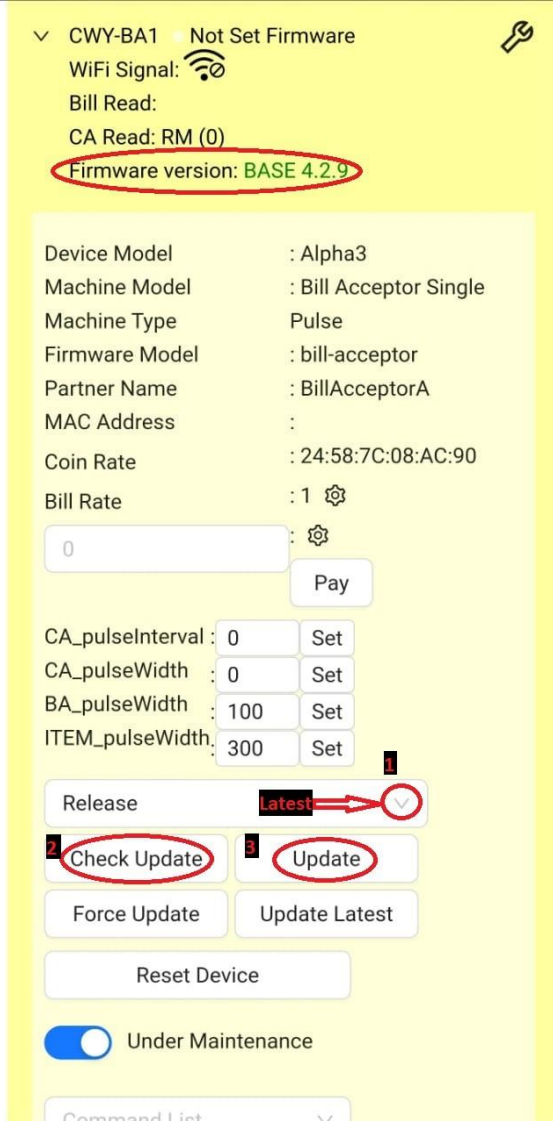 CWY-BA1 Not Set Firmware
WiFi Signal:
Bill Read:
CA Read: RM (0)
Firmware version: BASE 4.2.9
Device Model : Alpha3
Machine Model : Bill Acceptor Single
Machine Type Pulse
Firmware Model : bill-acceptor
Partner Name : BillAcceptorA
MAC Address :
Coin Rate : 24:58:7C:08:AC:90
Bill Rate : 1
0 :
Pay
CA_pulseInterval : 0 Set
CA_pulseWidth : 0 Set
BA_pulseWidth : 100 Set
ITEM_pulseWidth : 300 Set
1
Release Latest
2 Check Update 3 Update
Force Update Update Latest
Reset Device
Under Maintenance
Command List